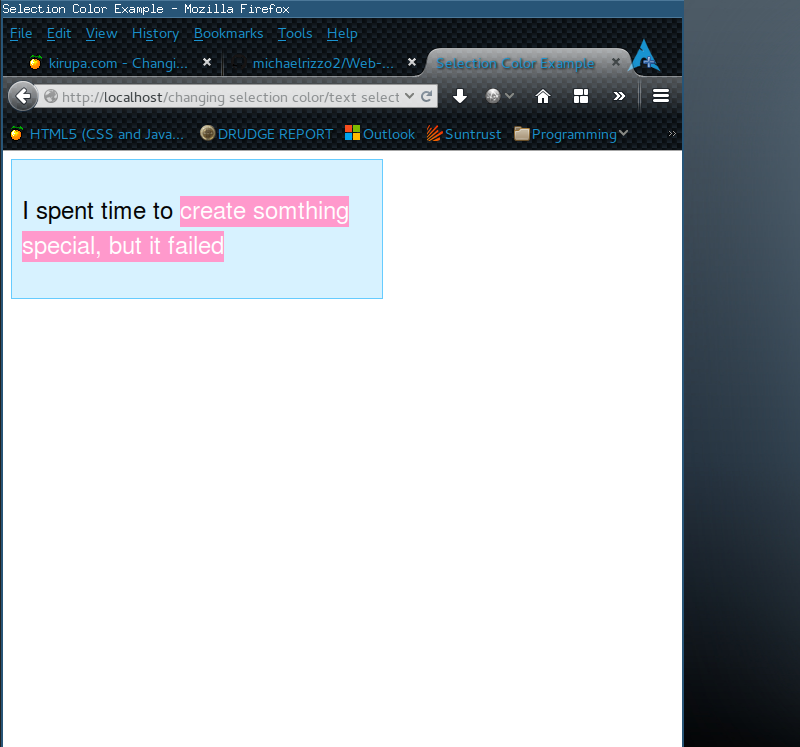 Selection Color Example - Mozilla Firefox
File Edit View History Bookmarks Tools Help
kirupa.com - Changi... michaelrizzo2/Web-... Selection Color Example
http://localhost/changing selection color/text select
HTML5 (CSS and Java... DRUDGE REPORT Outlook Suntrust Programming
I spent time to create somthing
special, but it failed